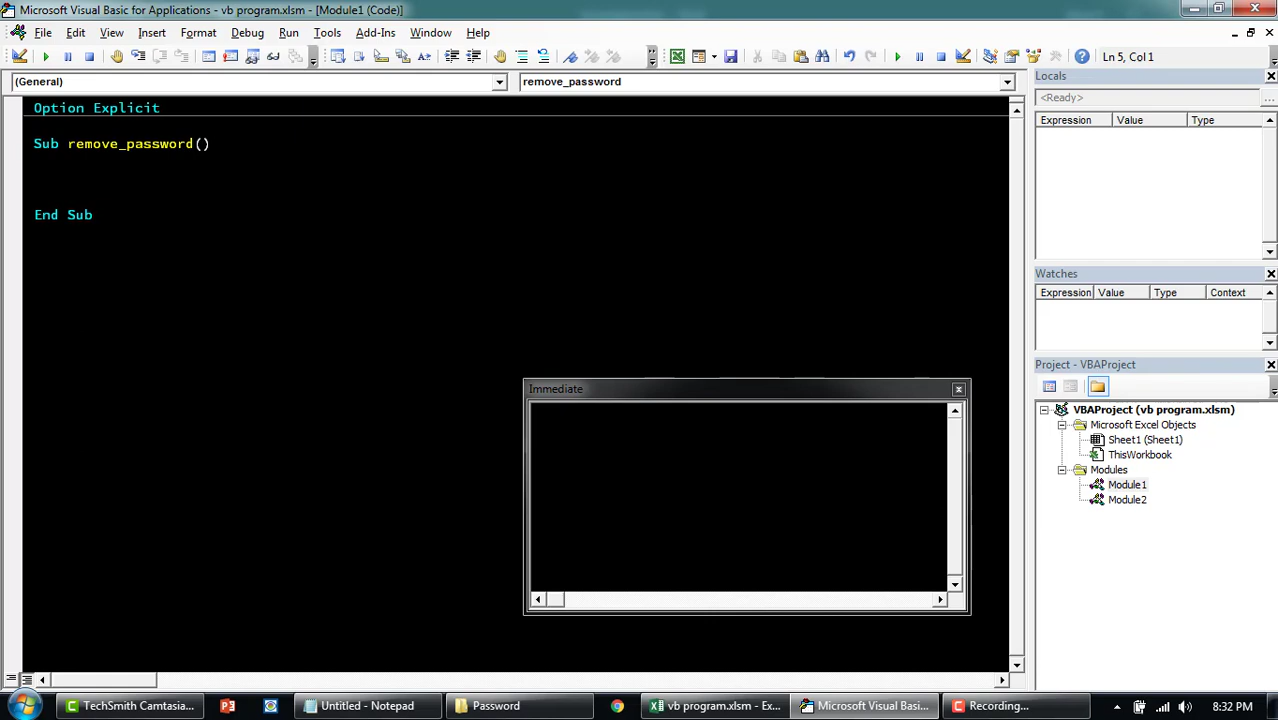 Microsoft Visual Basic for Applications - vb program.xlsm - [Module1 (Code)]
File Edit View Insert Format Debug Run Tools Add-Ins Window Help
Ln 5, Col 1
(General) remove_password
Option Explicit
Sub remove_password()
End Sub
Immediate
Locals
<Ready>
Expression Value Type
Watches
Expression Value Type Context
Project - VBAProject
VBAProject (vb program.xlsm)
Microsoft Excel Objects
Sheet1 (Sheet1)
ThisWorkbook
Modules
Module1
Module2
TechSmith Camtasia... Untitled - Notepad Password vb program.xlsm - Ex... Microsoft Visual Basi... Recording... 8:32 PM